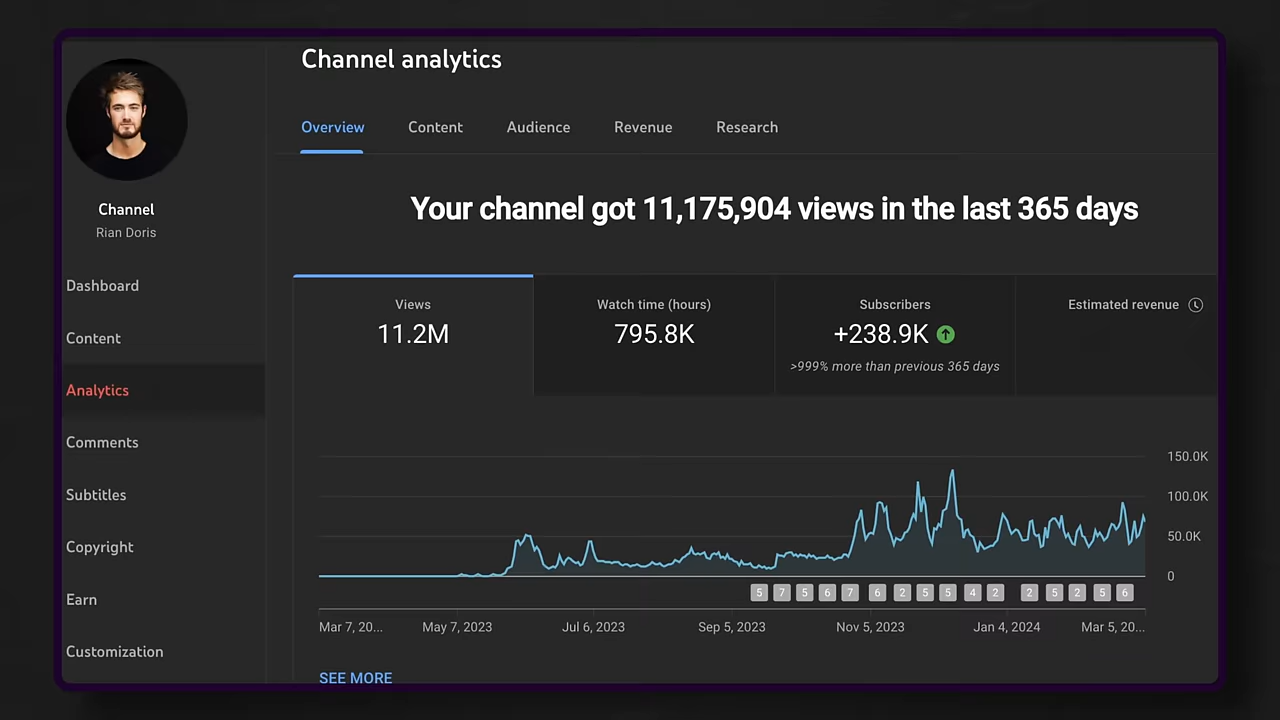 Channel analytics
Overview Content Audience Revenue Research
Channel
Rian Doris
Dashboard
Content
Analytics
Comments
Subtitles
Copyright
Earn
Customization
Your channel got 11,175,904 views in the last 365 days
Views
11.2M
Watch time (hours)
795.8K
Subscribers
+238.9K
>999% more than previous 365 days
Estimated revenue
150.0K
100.0K
50.0K
0
5 7 5 6 7 6 2 5 5 4 2 2 5 2 5 6
Mar 7, 20... May 7, 2023 Jul 6, 2023 Sep 5, 2023 Nov 5, 2023 Jan 4, 2024 Mar 5, 20...
SEE MORE